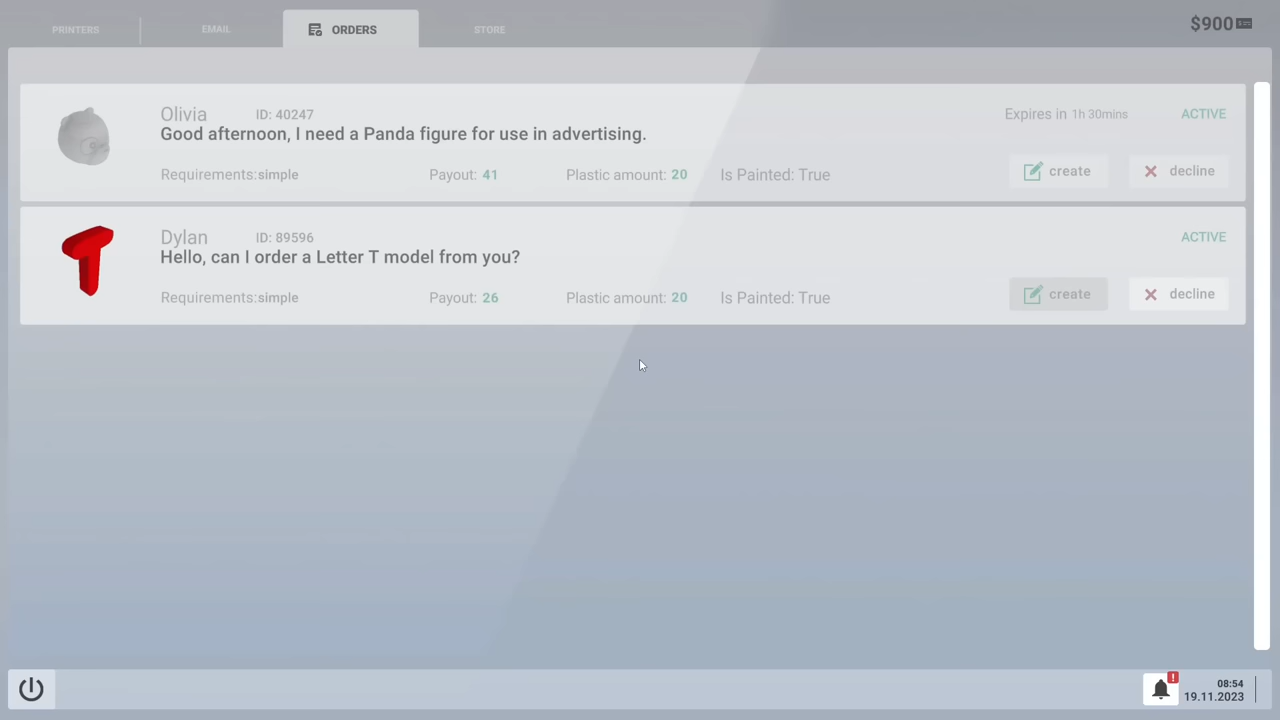 PRINTERS
EMAIL
ORDERS
STORE
$900
Olivia
ID: 40247
Expires in 1h 30mins
ACTIVE
Good afternoon, I need a Panda figure for use in advertising.
Requirements:simple
Payout: 41
Plastic amount: 20
Is Painted: True
create
decline
Dylan
ID: 89596
ACTIVE
Hello, can I order a Letter T model from you?
Requirements:simple
Payout: 26
Plastic amount: 20
Is Painted: True
create
decline
!
08:54
19.11.2023